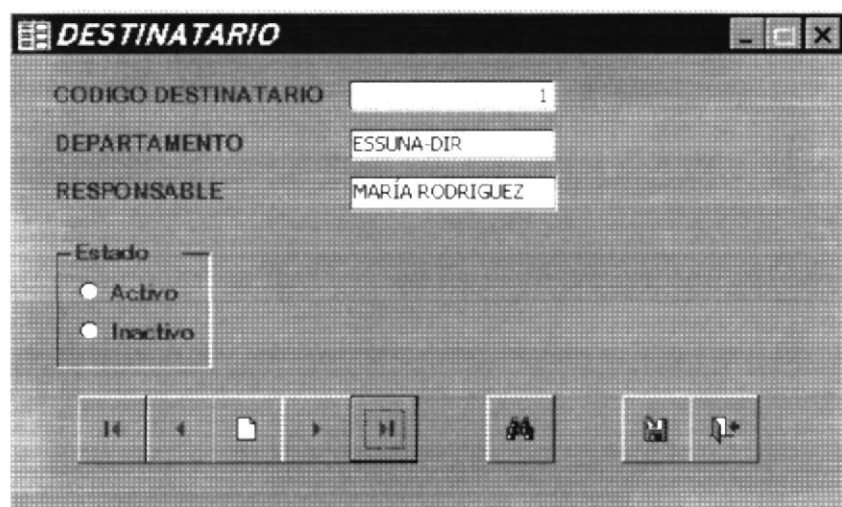 DESTINATARIO
CODIGO DESTINATARIO 1
DEPARTAMENTO ESSUNA-DIR
RESPONSABLE MARÍA RODRIGUEZ
Estado
Activo
Inactivo